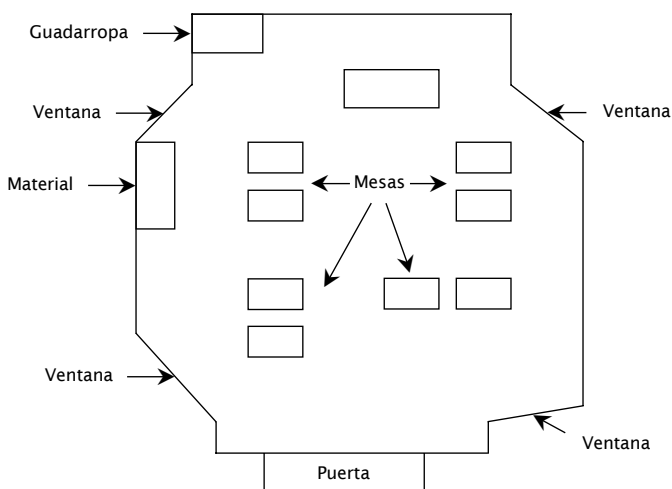 Guadarropa
Ventana
Ventana
Material
Mesas
Ventana
Ventana
Puerta